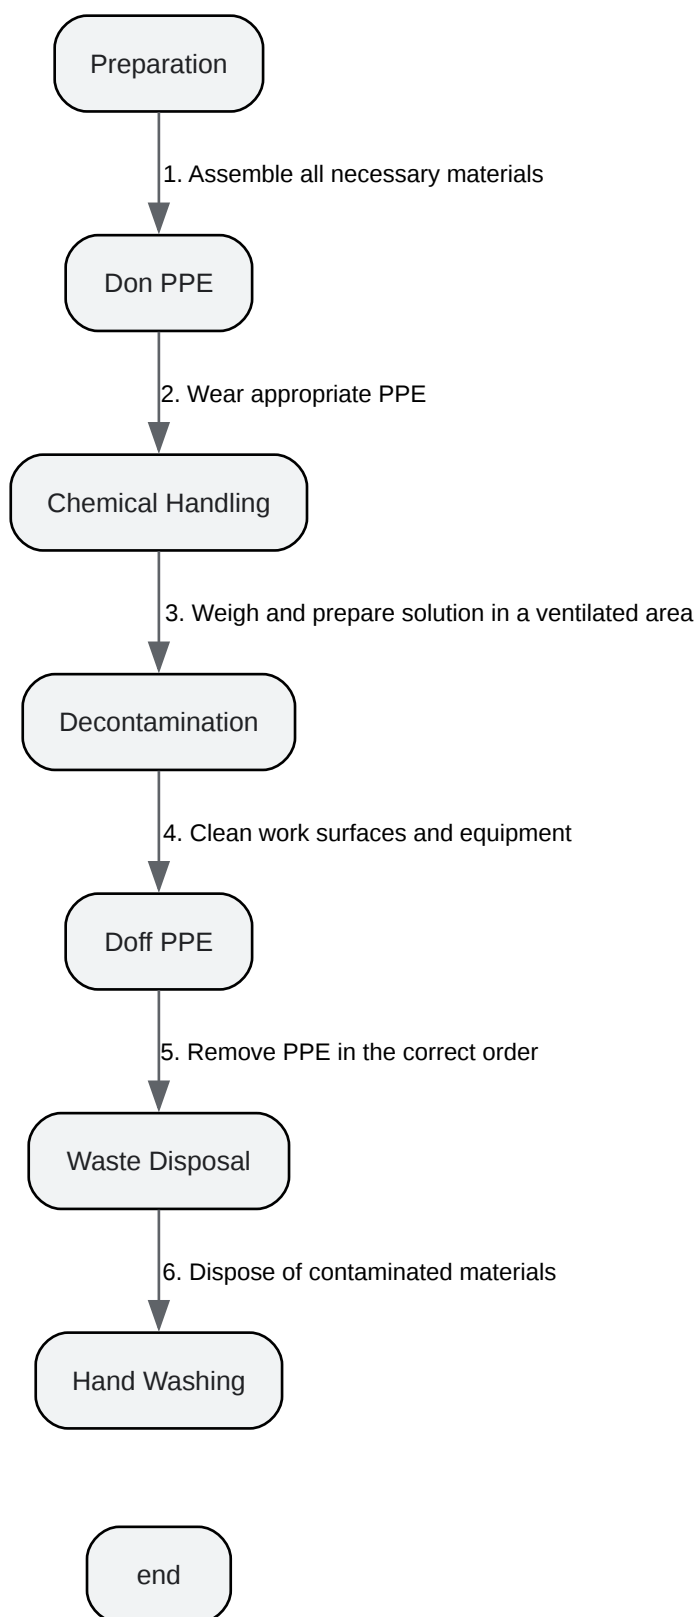 Preparation
1. Assemble all necessary materials
Don PPE
2. Wear appropriate PPE
Chemical Handling
3. Weigh and prepare solution in a ventilated area
Decontamination
4. Clean work surfaces and equipment
Doff PPE
5. Remove PPE in the correct order
Waste Disposal
6. Dispose of contaminated materials
Hand Washing
end